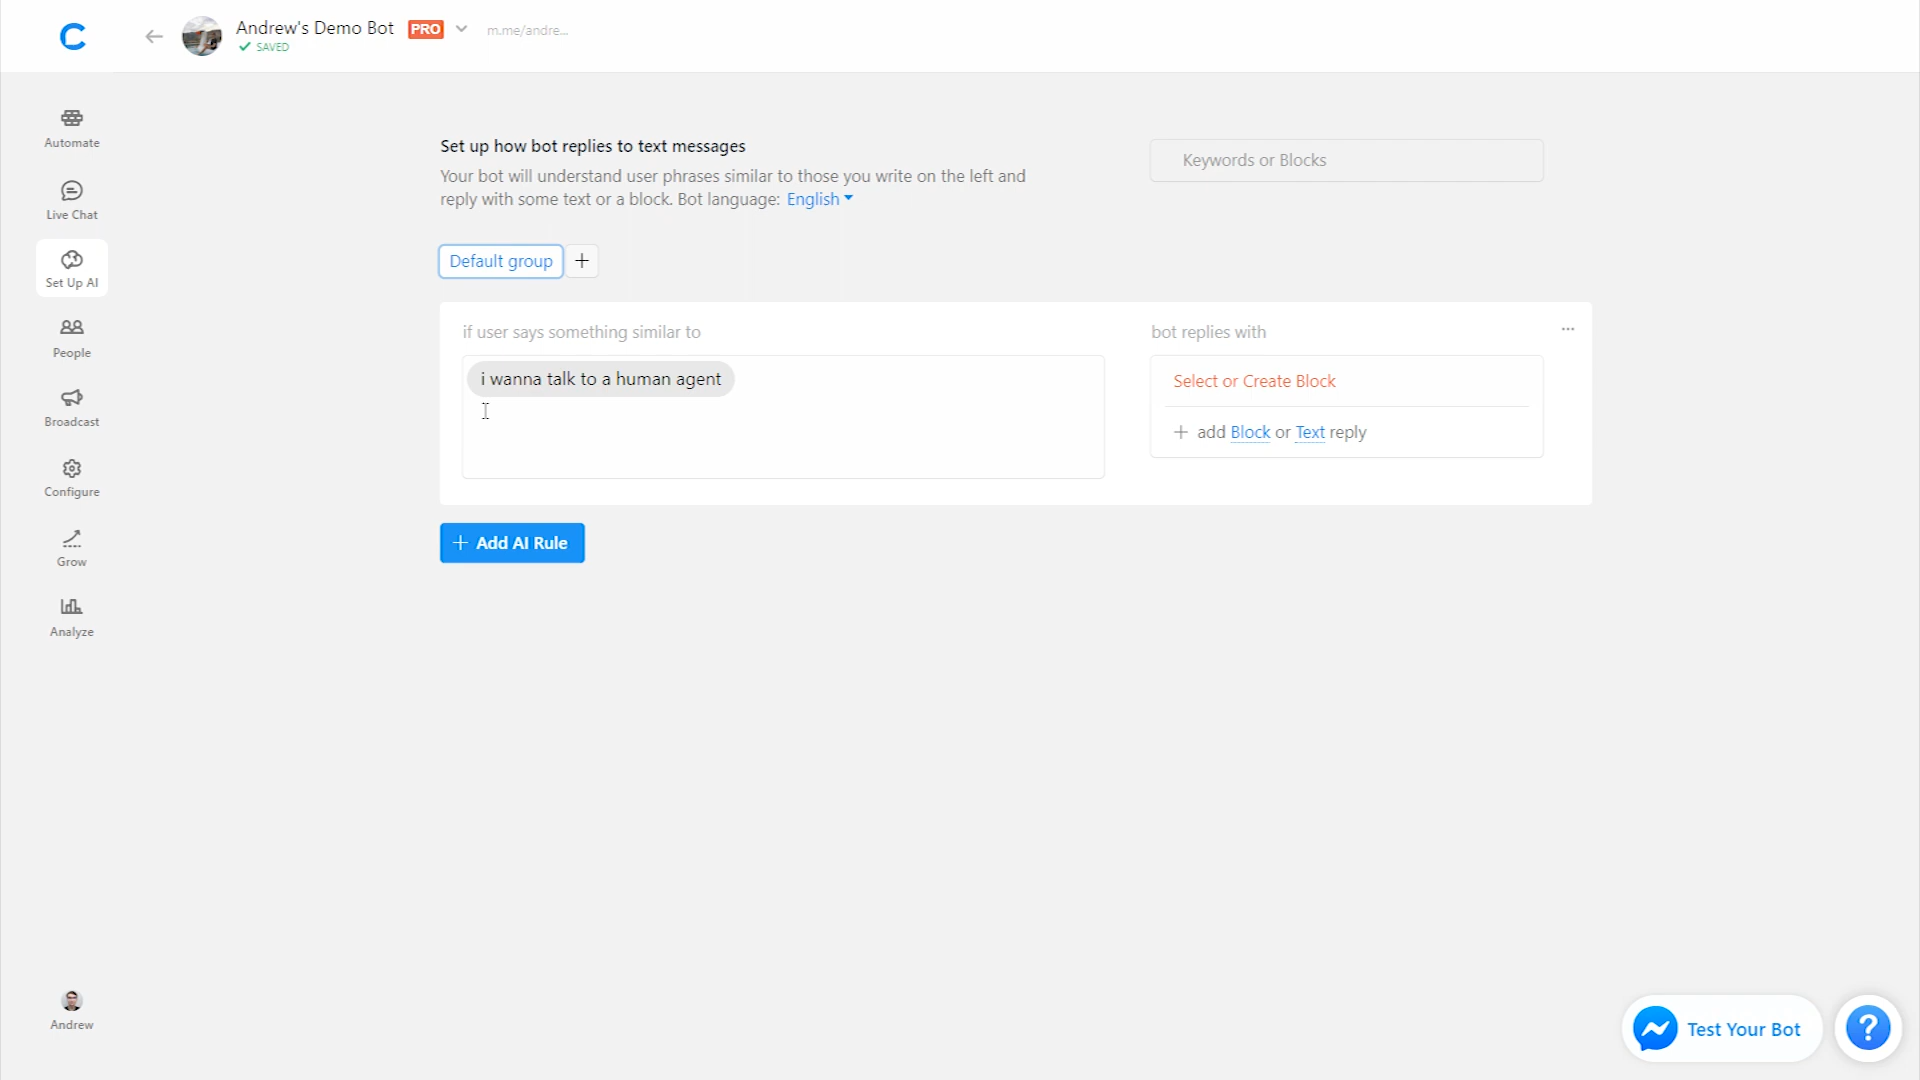 Andrew's Demo Bot PRO m.me/andre...
SAVED
Automate
Live Chat
Set Up AI
People
Broadcast
Configure
Grow
Analyze
Andrew
Set up how bot replies to text messages
Your bot will understand user phrases similar to those you write on the left and
reply with some text or a block. Bot language: English
Keywords or Blocks
Default group +
if user says something similar to
i wanna talk to a human agent
bot replies with
...
Select or Create Block
+ add Block or Text reply
+ Add AI Rule
Test Your Bot
?